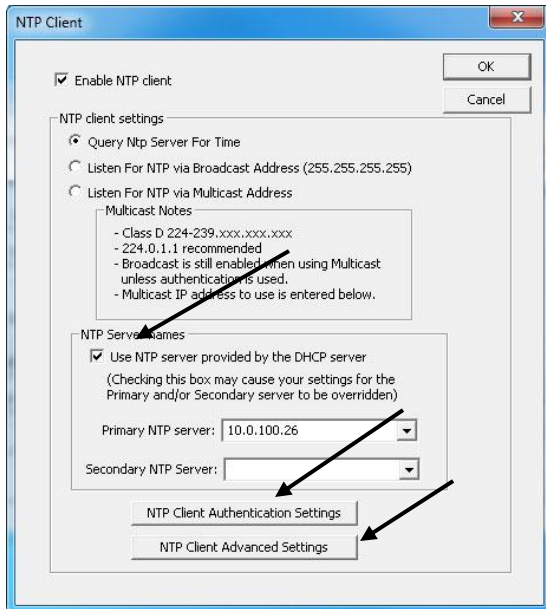 NTP Client
OK
Enable NTP client
Cancel
NTP client settings
Query Ntp Server For Time
Listen For NTP via Broadcast Address (255.255.255.255)
Listen For NTP via Multicast Address
Multicast Notes
- Class D 224-239.xxx.xxx.xxx
- 224.0.1.1 recommended
- Broadcast is still enabled when using Multicast
unless authentication is used.
- Multicast IP address to use is entered below.
NTP Server names
Use NTP server provided by the DHCP server
(Checking this box may cause your settings for the
Primary and/or Secondary server to be overridden)
Primary NTP server: 10.0.100.26
Secondary NTP Server:
NTP Client Authentication Settings
NTP Client Advanced Settings